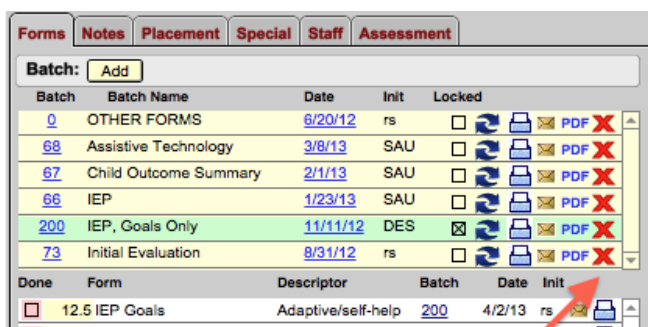 Forms Notes Placement Special Staff Assessment
Batch: Add
Batch Batch Name Date Init Locked
0 OTHER FORMS 6/20/12 rs PDF
68 Assistive Technology 3/8/13 SAU PDF
67 Child Outcome Summary 2/1/13 SAU PDF
66 IEP 1/23/13 SAU PDF
200 IEP, Goals Only 11/11/12 DES PDF
73 Initial Evaluation 8/31/12 rs PDF
Done Form Descriptor Batch Date Init
12.5 IEP Goals Adaptive/self-help 200 4/2/13 rs